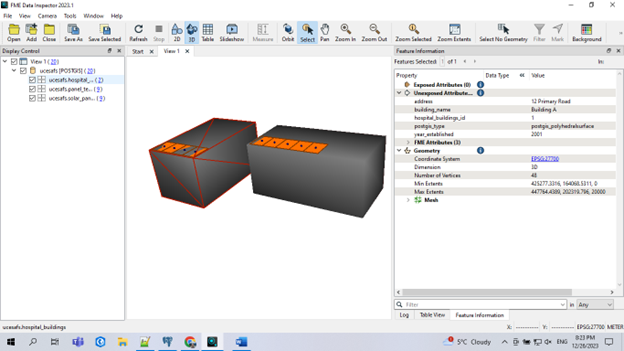 FME Data Inspector 2023.1
File View Camera Tools Window Help
Open Add Close Save As Save Selected Refresh Stop 2D 3D Table Slideshow Measure Orbit Select Pan Zoom In Zoom Out Zoom Selected Zoom Extents Select No Geometry Filter Mark Background
Display Control
View 1 (20)
ucesafs [POSTGIS] (20)
ucesafs.hospital_... (2)
ucesafs.panel_te... (9)
ucesafs.solar_pan... (9)
Start View 1
Feature Information
Features Selected: 1 of 1 In:
Property Data Type Value
Exposed Attributes (0)
Unexposed Attribute...
address 12 Primary Road
building_name Building A
hospital_buildings_id 1
postgis_type postgis_polyhedralsurface
year_established 2001
FME Attributes (3)
Geometry
Coordinate System EPSG:27700
Dimension 3D
Number of Vertices 48
Min Extents 425277.3316, 164068.5311, 0
Max Extents 447764.4389, 202319.796, 20000
Mesh
Filter in Any
Log Table View Feature Information
ucesafs.hospital_buildings
X: Y: EPSG:27700 METER
5°C Cloudy ENG 8:23 PM 12/26/2023